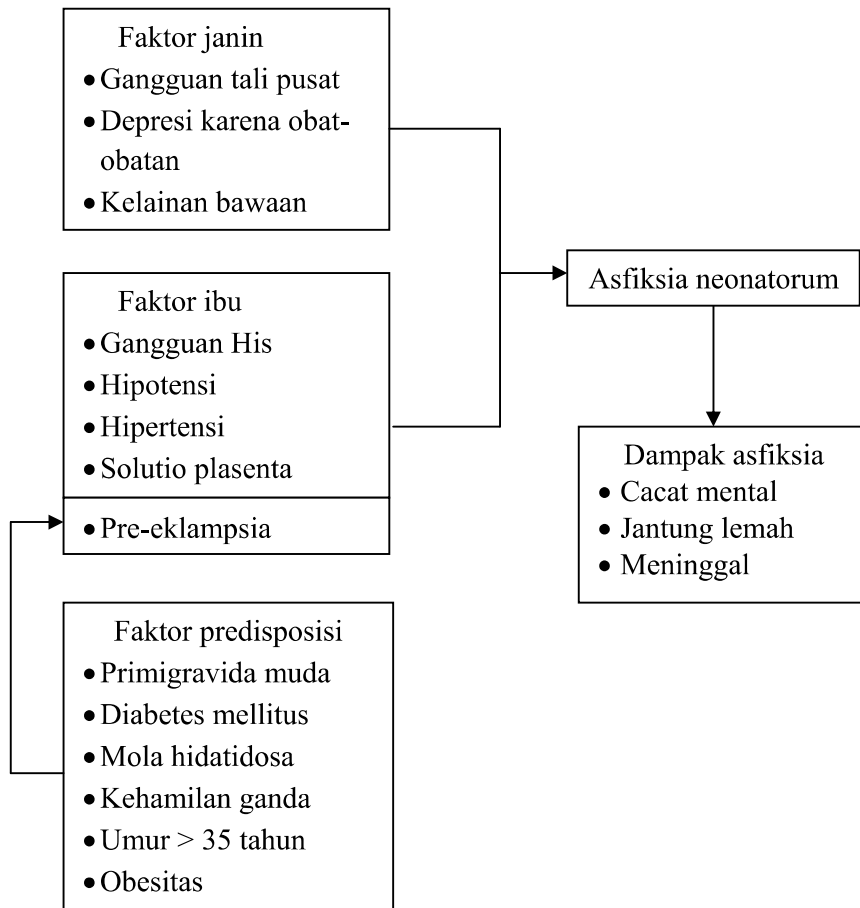 Faktor janin
• Gangguan tali pusat
• Depresi karena obat-
obatan
• Kelainan bawaan
Faktor ibu
• Gangguan His
• Hipotensi
• Hipertensi
• Solutio plasenta
• Pre-eklampsia
Faktor predisposisi
• Primigravida muda
• Diabetes mellitus
• Mola hidatidosa
• Kehamilan ganda
• Umur > 35 tahun
• Obesitas
Asfiksia neonatorum
Dampak asfiksia
• Cacat mental
• Jantung lemah
• Meninggal